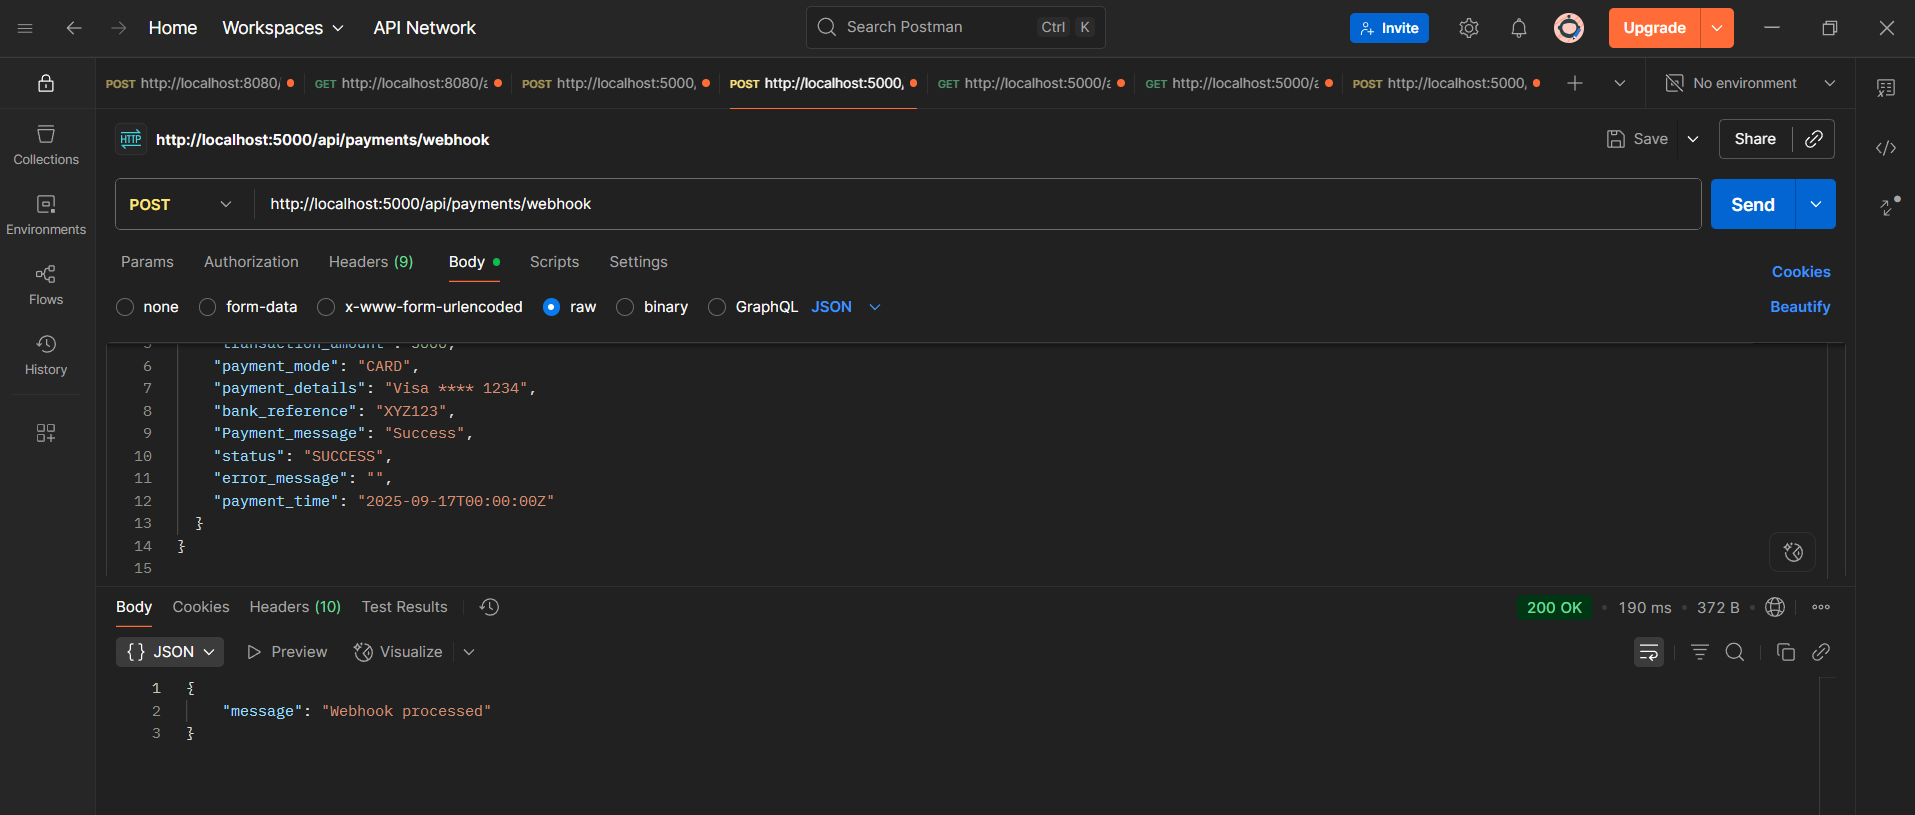 Home Workspaces API Network Search Postman Ctrl K Invite Upgrade
POST http://localhost:8080/ GET http://localhost:8080/a POST http://localhost:5000, POST http://localhost:5000, GET http://localhost:5000/a GET http://localhost:5000/a POST http://localhost:5000, No environment
Collections
Environments
Flows
History
HTTP http://localhost:5000/api/payments/webhook Save Share
POST http://localhost:5000/api/payments/webhook Send
Params Authorization Headers (9) Body Scripts Settings Cookies
none form-data x-www-form-urlencoded raw binary GraphQL JSON Beautify
5 "transaction_amount": 5000,
6 "payment_mode": "CARD",
7 "payment_details": "Visa **** 1234",
8 "bank_reference": "XYZ123",
9 "Payment_message": "Success",
10 "status": "SUCCESS",
11 "error_message": "",
12 "payment_time": "2025-09-17T00:00:00Z"
13 }
14 }
15
Body Cookies Headers (10) Test Results 200 OK • 190 ms • 372 B
{} JSON Preview Visualize
1 {
2 "message": "Webhook processed"
3 }